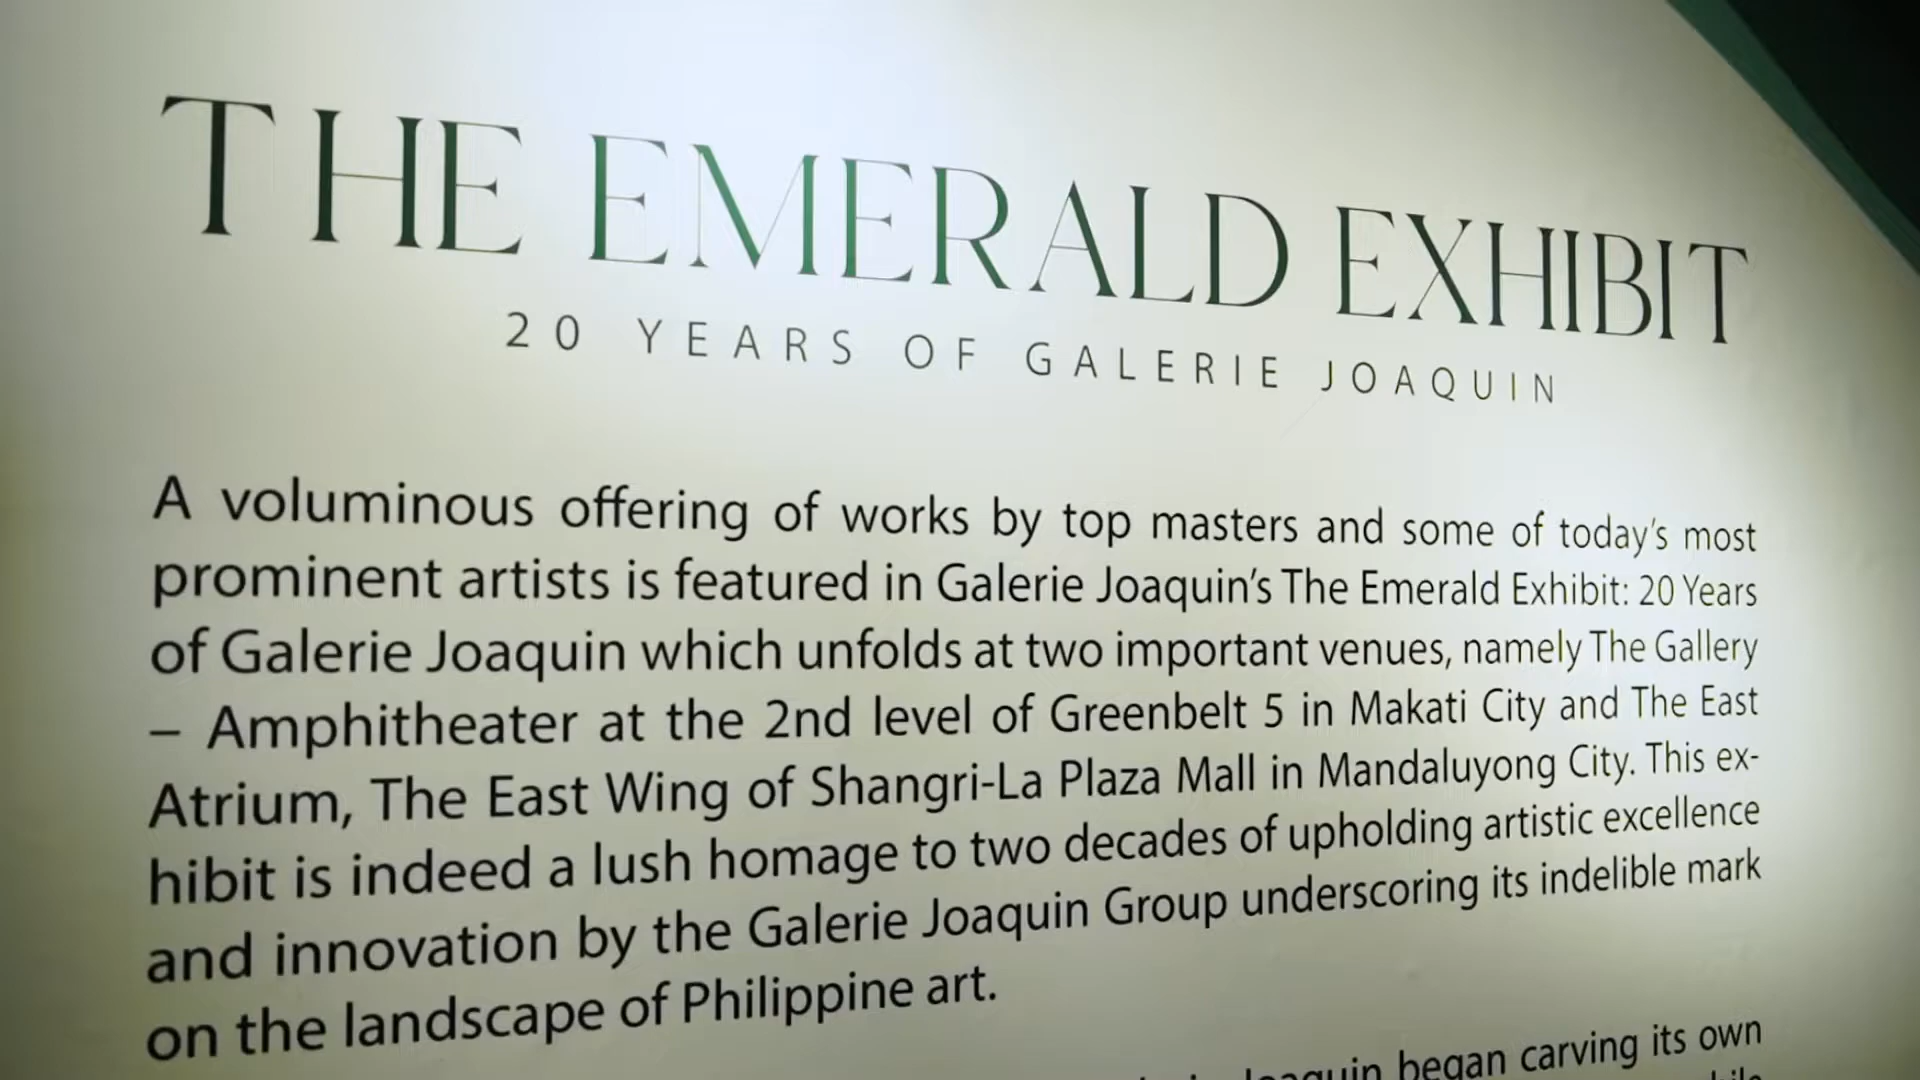 THE EMERALD EXHIBIT
20 YEARS OF GALERIE JOAQUIN
A voluminous offering of works by top masters and some of today's most
prominent artists is featured in Galerie Joaquin's The Emerald Exhibit: 20 Years
of Galerie Joaquin which unfolds at two important venues, namely The Gallery
– Amphitheater at the 2nd level of Greenbelt 5 in Makati City and The East
Atrium, The East Wing of Shangri-La Plaza Mall in Mandaluyong City. This ex-
hibit is indeed a lush homage to two decades of upholding artistic excellence
and innovation by the Galerie Joaquin Group underscoring its indelible mark
on the landscape of Philippine art.
Joaquin began carving its own